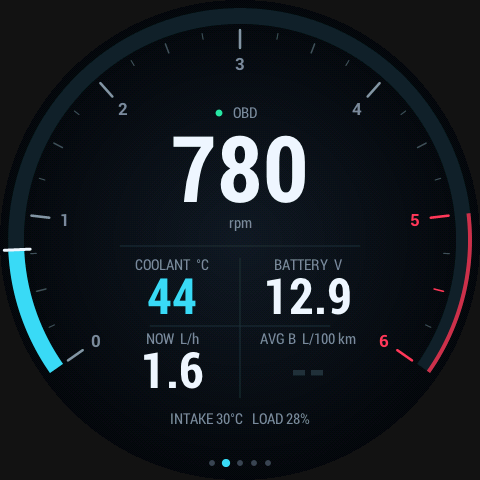 3
2 4
OBD
780
1 5
rpm
COOLANT °C BATTERY V
44 12.9
0 NOW L/h AVG B L/100 km 6
1.6 --
INTAKE 30°C LOAD 28%